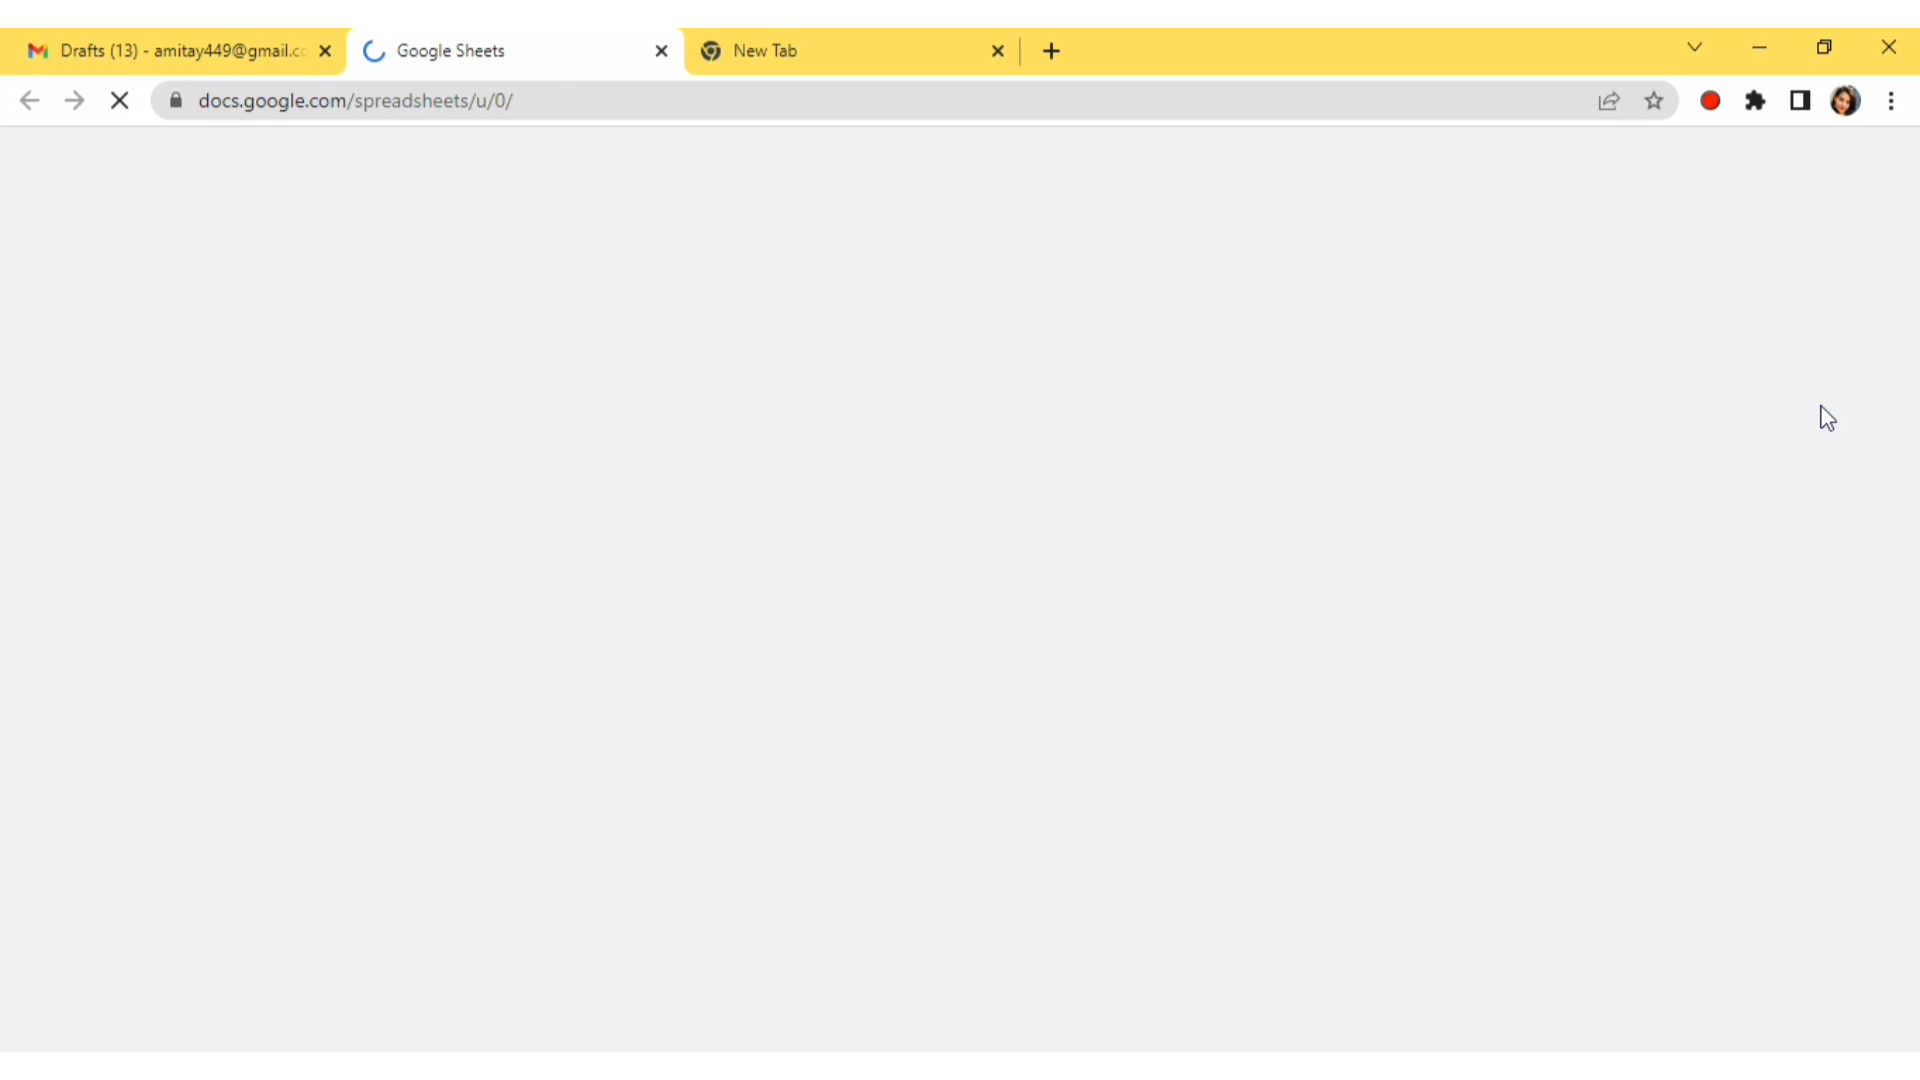 Drafts (13) - amitay449@gmail.c
Google Sheets
New Tab
docs.google.com/spreadsheets/u/0/